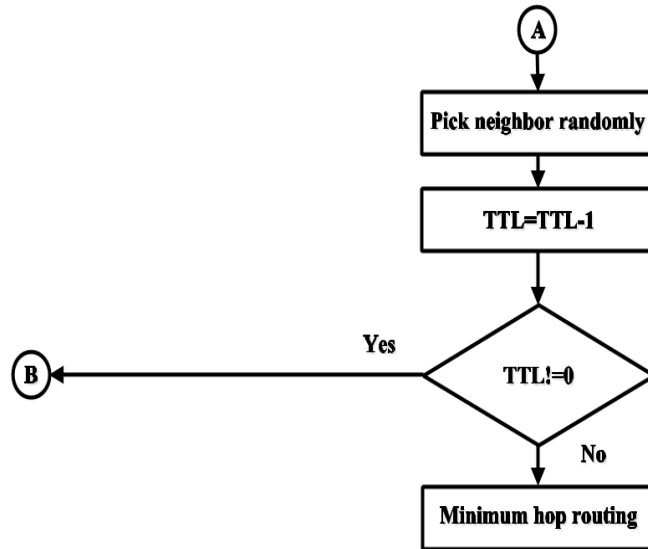 A
Pick neighbor randomly
TTL=TTL-1
Yes
B
TTL!=0
No
Minimum hop routing